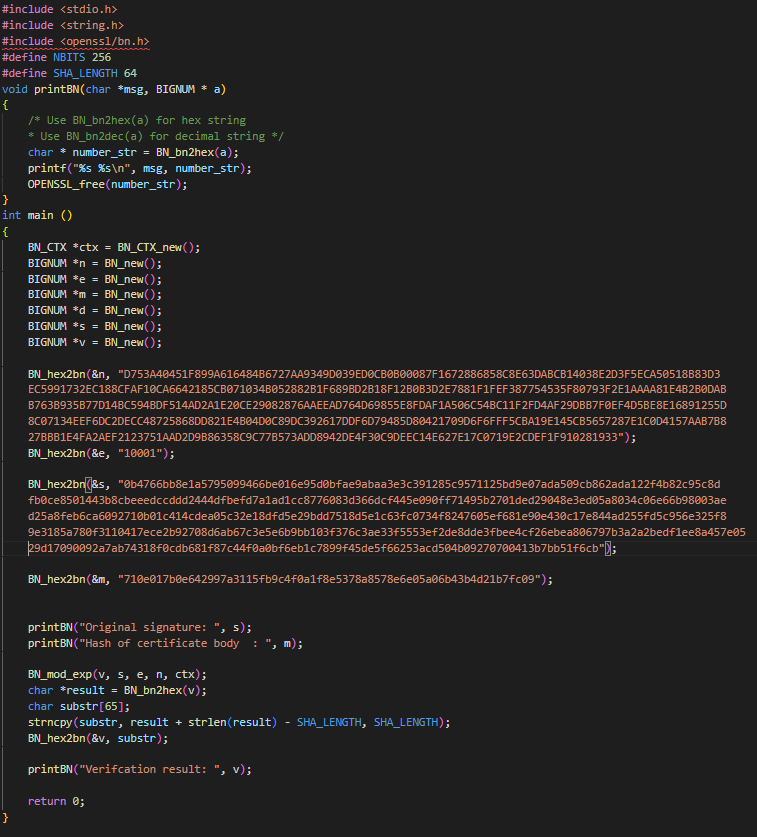 #include <stdio.h>
#include <string.h>
#include <openssl/bn.h>
#define NBITS 256
#define SHA_LENGTH 64
void printBN(char *msg, BIGNUM * a)
{
    /* Use BN_bn2hex(a) for hex string
    * Use BN_bn2dec(a) for decimal string */
    char * number_str = BN_bn2hex(a);
    printf("%s %s\n", msg, number_str);
    OPENSSL_free(number_str);
}
int main ()
{
    BN_CTX *ctx = BN_CTX_new();
    BIGNUM *n = BN_new();
    BIGNUM *e = BN_new();
    BIGNUM *m = BN_new();
    BIGNUM *d = BN_new();
    BIGNUM *s = BN_new();
    BIGNUM *v = BN_new();

    BN_hex2bn(&n, "D753A40451F899A616484B6727AA9349D039ED0CB0B00087F1672886858C8E63DABCB14038E2D3F5ECA50518B83D3
    EC5991732EC188CFAF10CA6642185CB071034B052882B1F689BD2B18F12B0B3D2E7881F1FEF387754535F80793F2E1AAAA81E4B2B0DAB
    B763B935B77D14BC594BDF514AD2A1E20CE29082876AAEEAD764D69855E8FDAF1A506C54BC11F2FD4AF29DBB7F0EF4D5BE8E16891255D
    8C07134EEF6DC2DECC48725868DD821E4B04D0C89DC392617DDF6D79485D80421709D6F6FFF5CBA19E145CB5657287E1C0D4157AAB7B8
    27BBB1E4FA2AEF2123751AAD2D9B86358C9C77B573ADD8942DE4F30C9DEEC14E627E17C0719E2CDEF1F910281933");
    BN_hex2bn(&e, "10001");

    BN_hex2bn(&s, "0b4766bb8e1a5795099466be016e95d0bfae9abaa3e3c391285c9571125bd9e07ada509cb862ada122f4b82c95c8d
    fb0ce8501443b8cbeeedccddd2444dfbefd7a1ad1cc8776083d366dcf445e090ff71495b2701ded29048e3ed05a8034c06e66b98003ae
    d25a8feb6ca6092710b01c414cdea05c32e18dfd5e29bdd7518d5e1c63fc0734f8247605ef681e90e430c17e844ad255fd5c956e325f8
    9e3185a780f3110417ece2b92708d6ab67c3e5e6b9bb103f376c3ae33f5553ef2de8dde3fbee4cf26ebea806797b3a2a2bedf1ee8a457e05
    29d17090092a7ab74318f0cdb681f87c44f0a0bf6eb1c7899f45de5f66253acd504b09270700413b7bb51f6cb");

    BN_hex2bn(&m, "710e017b0e642997a3115fb9c4f0a1f8e5378a8578e6e05a06b43b4d21b7fc09");


    printBN("Original signature: ", s);
    printBN("Hash of certificate body  : ", m);

    BN_mod_exp(v, s, e, n, ctx);
    char *result = BN_bn2hex(v);
    char substr[65];
    strncpy(substr, result + strlen(result) - SHA_LENGTH, SHA_LENGTH);
    BN_hex2bn(&v, substr);

    printBN("Verifcation result: ", v);

    return 0;
}